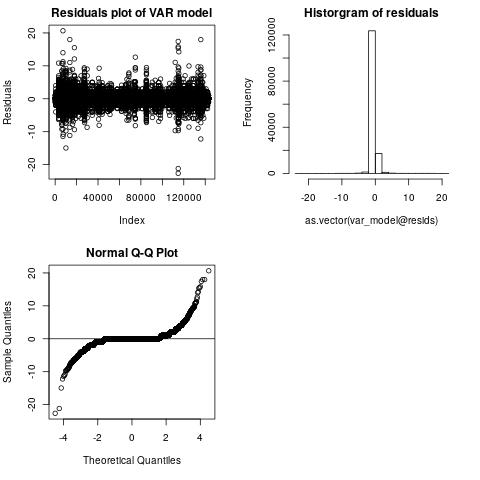 Residuals plot of VAR model
Residuals
20
10
0
-10
-20
0 40000 80000 120000
Index
Historgram of residuals
Frequency
120000
80000
40000
0
-20 -10 0 10 20
as.vector(var_model@resids)
Normal Q-Q Plot
Sample Quantiles
20
10
0
-10
-20
-4 -2 0 2 4
Theoretical Quantiles